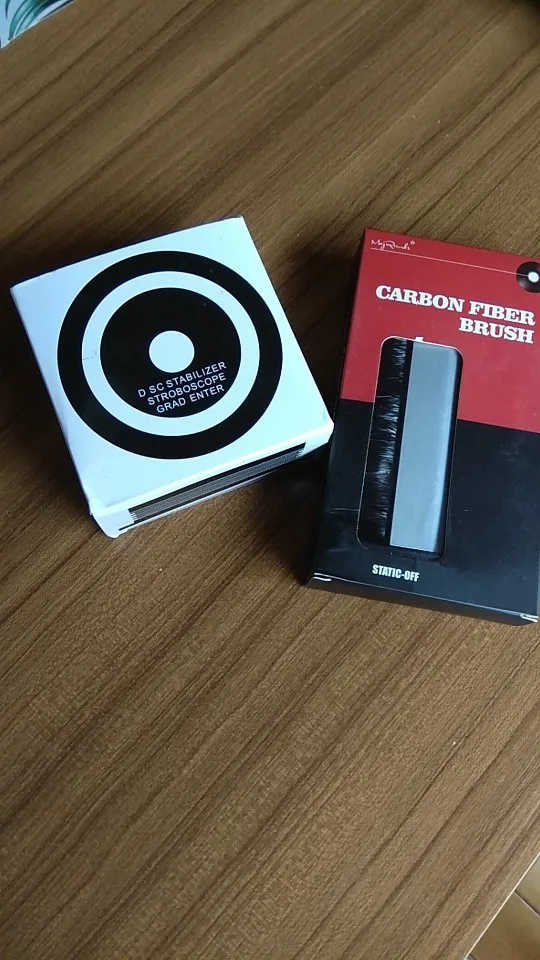 D SC STABILIZER
STROBOSCOPE
GRAD ENTER
CARBON FIBER
BRUSH
STATIC-OFF